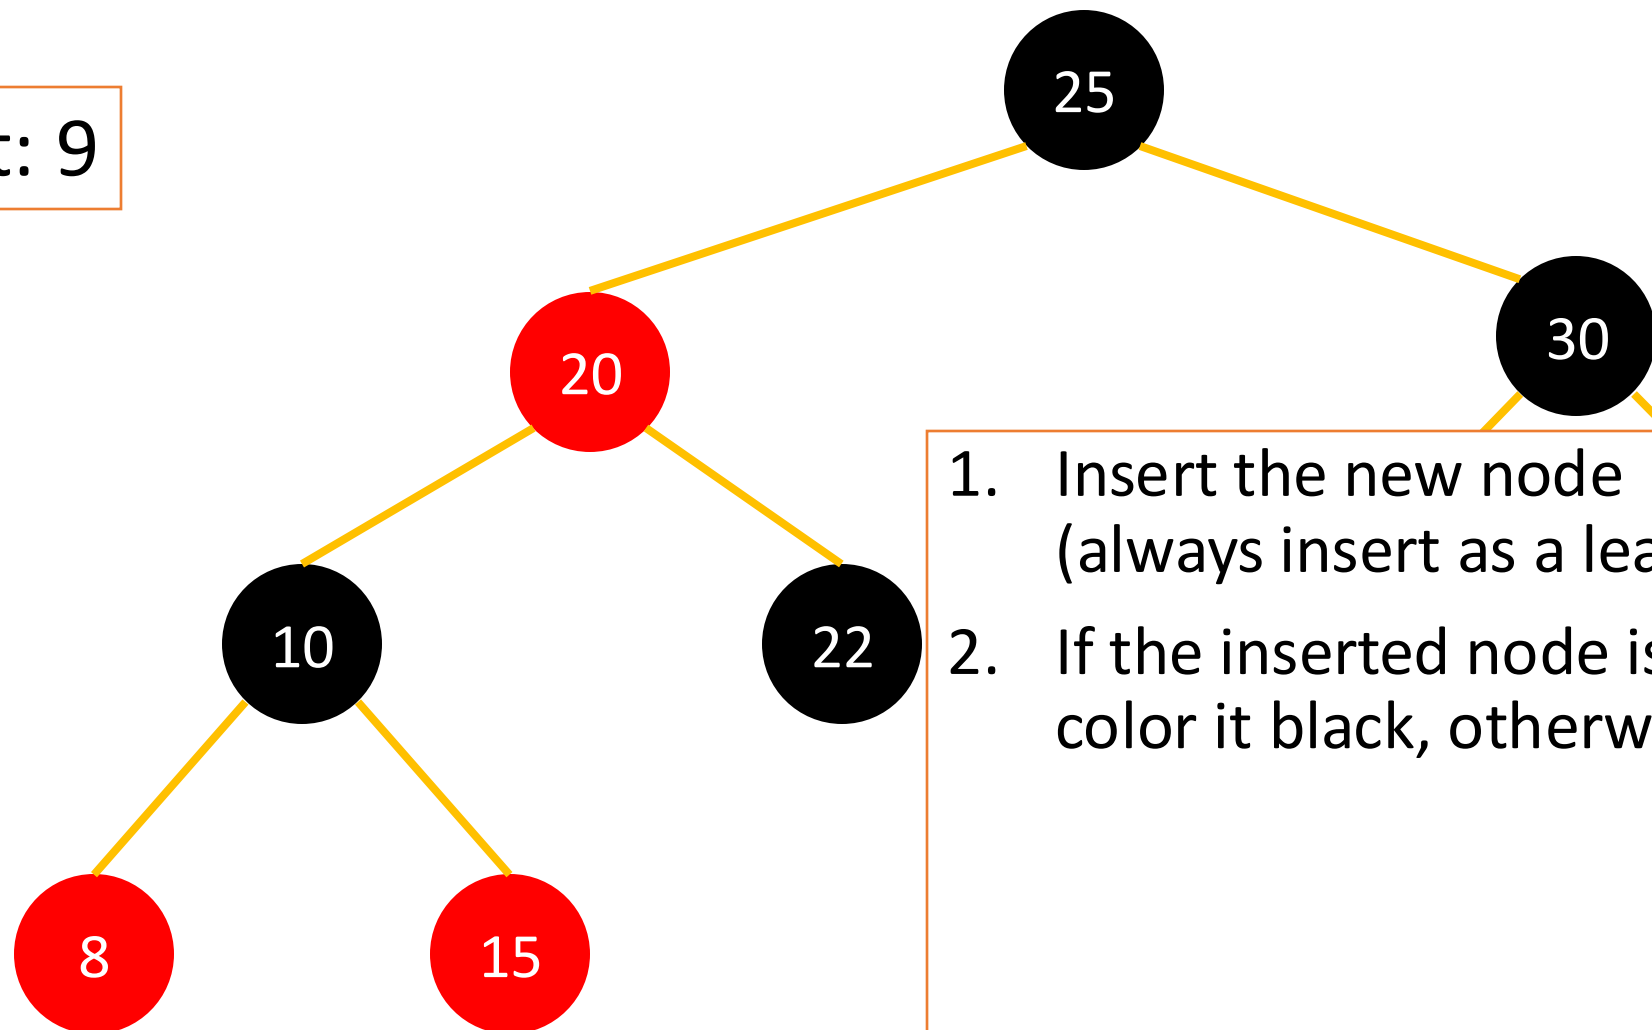 25
t: 9
30
20
1. Insert the new node
(always insert as a lea
10
22
2. If the inserted node is
color it black, otherw
8
15